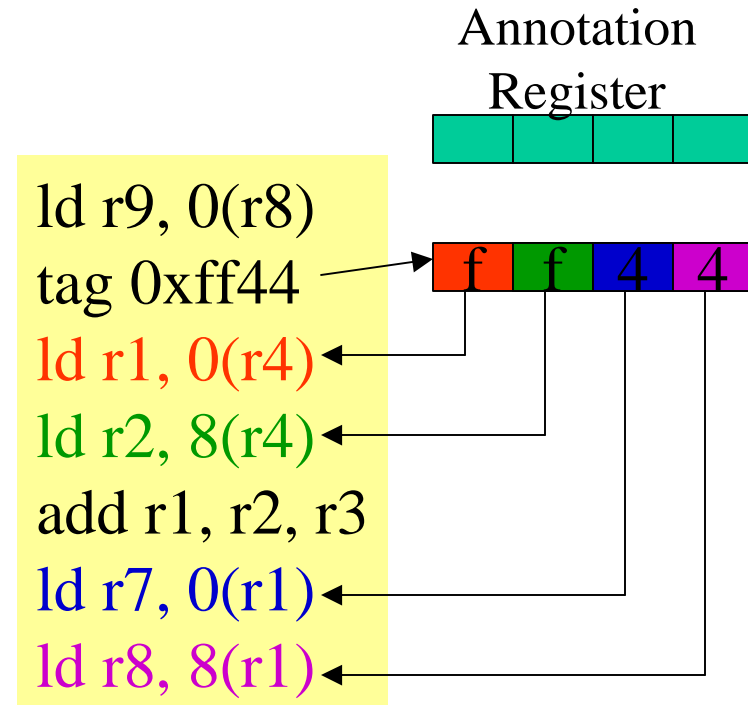 Annotation
Register
ld r9, 0(r8)
tag 0xff44
f f 4 4
ld r1, 0(r4)
ld r2, 8(r4)
add r1, r2, r3
ld r7, 0(r1)
ld r8, 8(r1)